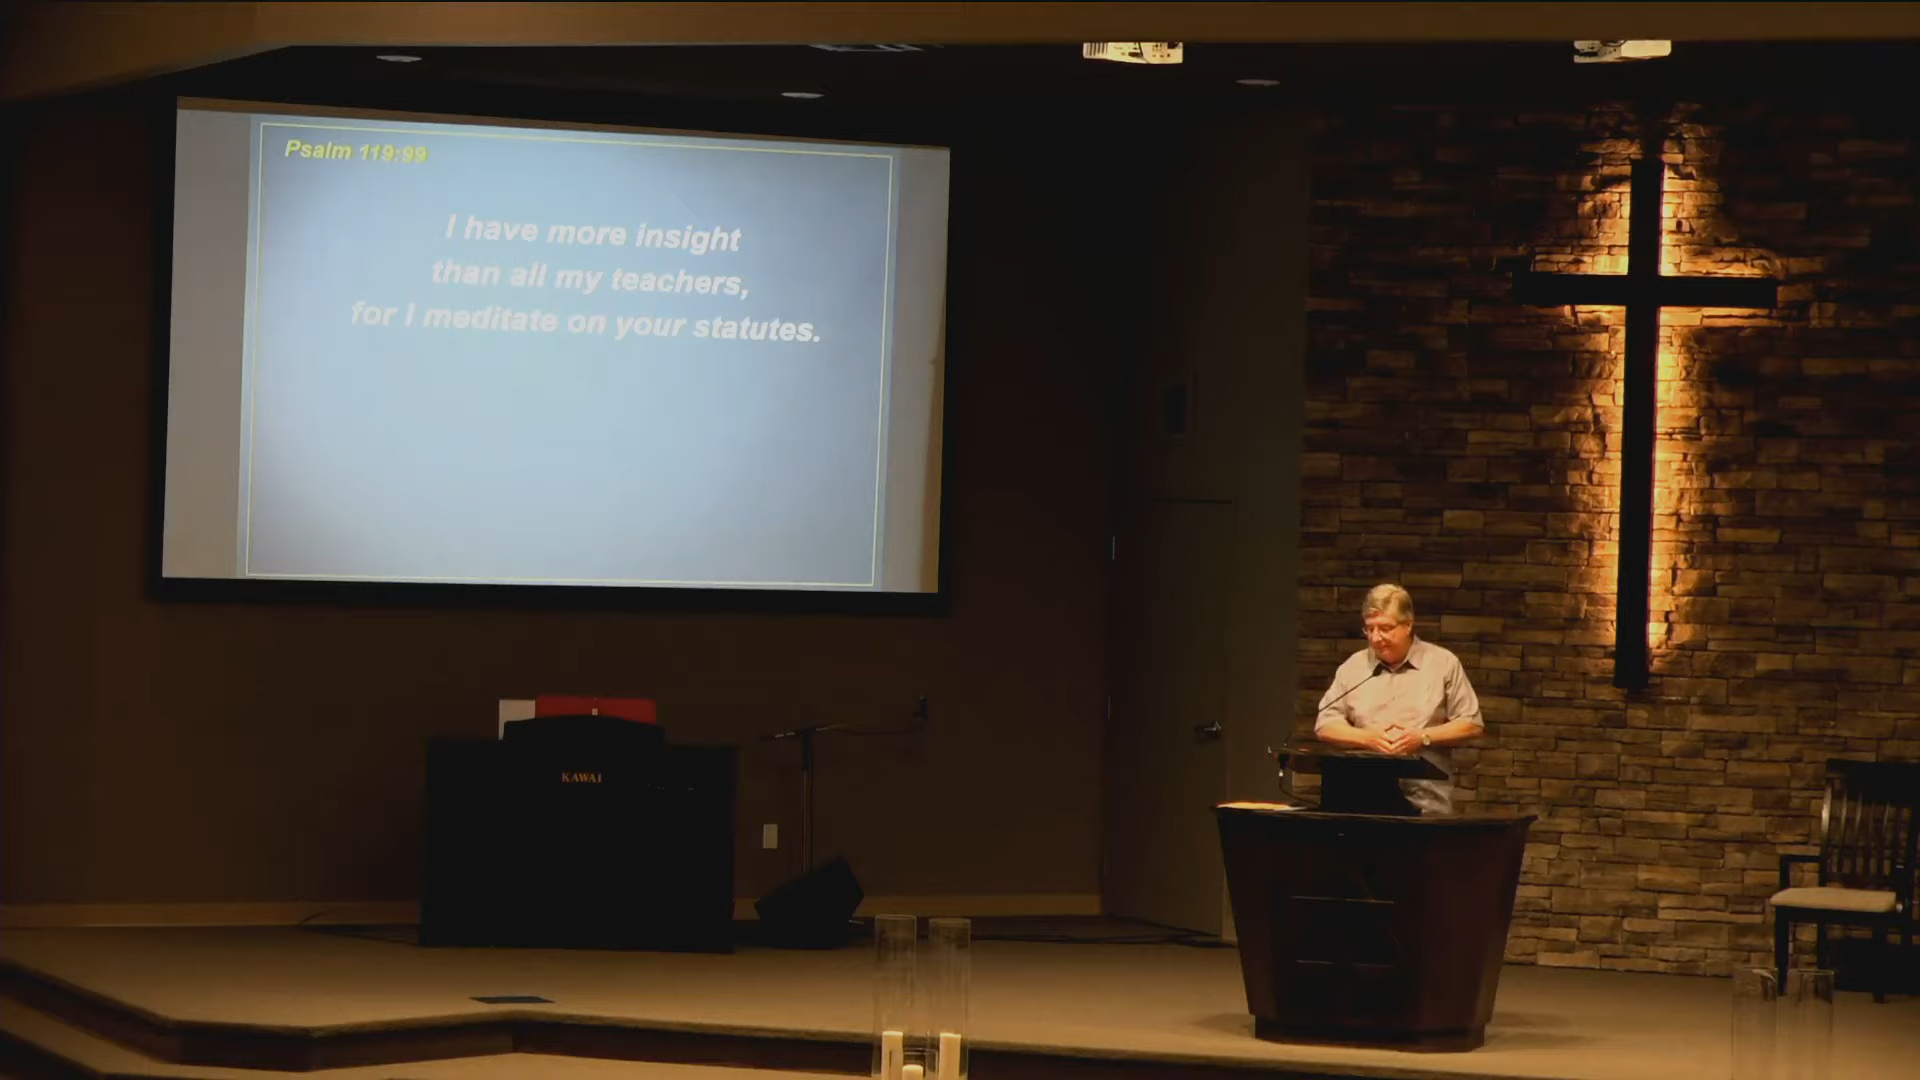 Psalm 119:99
I have more insight
than all my teachers,
for I meditate on your statutes.
KAWAI